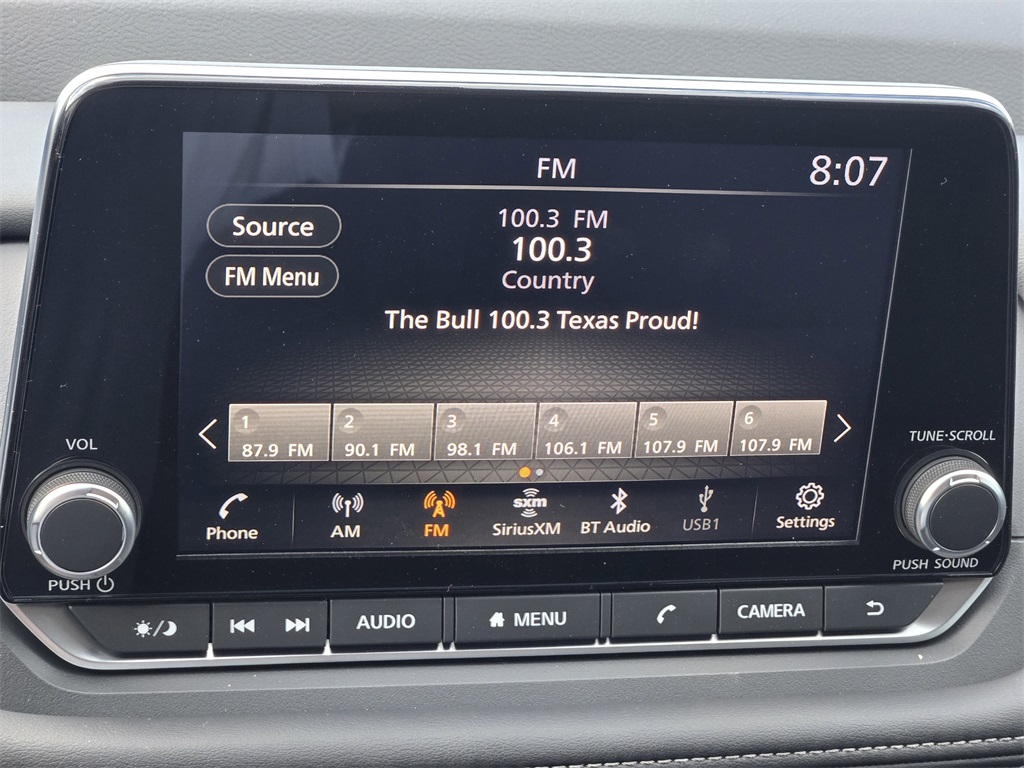 FM
8:07
Source
100.3 FM
100.3
FM Menu
Country
The Bull 100.3 Texas Proud!
1 2 3 4 5 6
87.9 FM 90.1 FM 98.1 FM 106.1 FM 107.9 FM 107.9 FM
VOL
TUNE·SCROLL
sxm
Phone AM FM SiriusXM BT Audio USB1 Settings
PUSH
PUSH SOUND
AUDIO MENU CAMERA